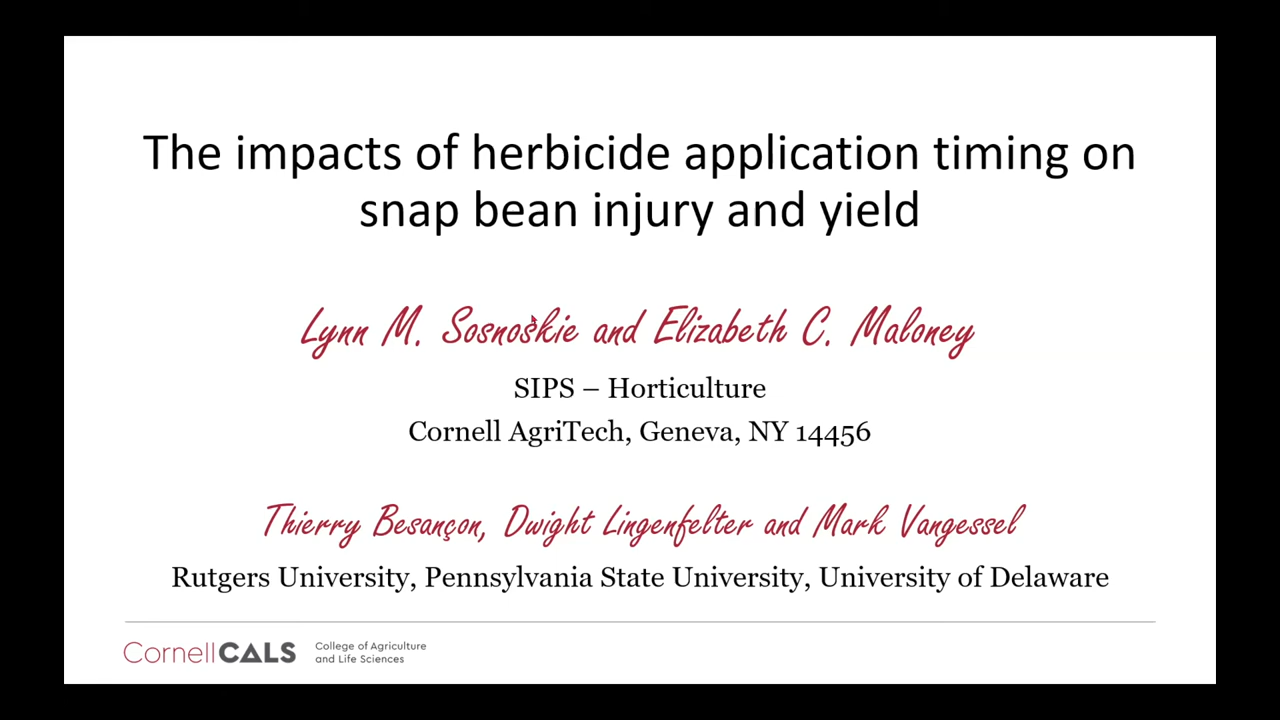 The impacts of herbicide application timing on
snap bean injury and yield
Lynn M. Sosnoskie and Elizabeth C. Maloney
SIPS – Horticulture
Cornell AgriTech, Geneva, NY 14456
Thierry Besançon, Dwight Lingenfelter and Mark Vangessel
Rutgers University, Pennsylvania State University, University of Delaware
CornellCALS
College of Agriculture
and Life Sciences